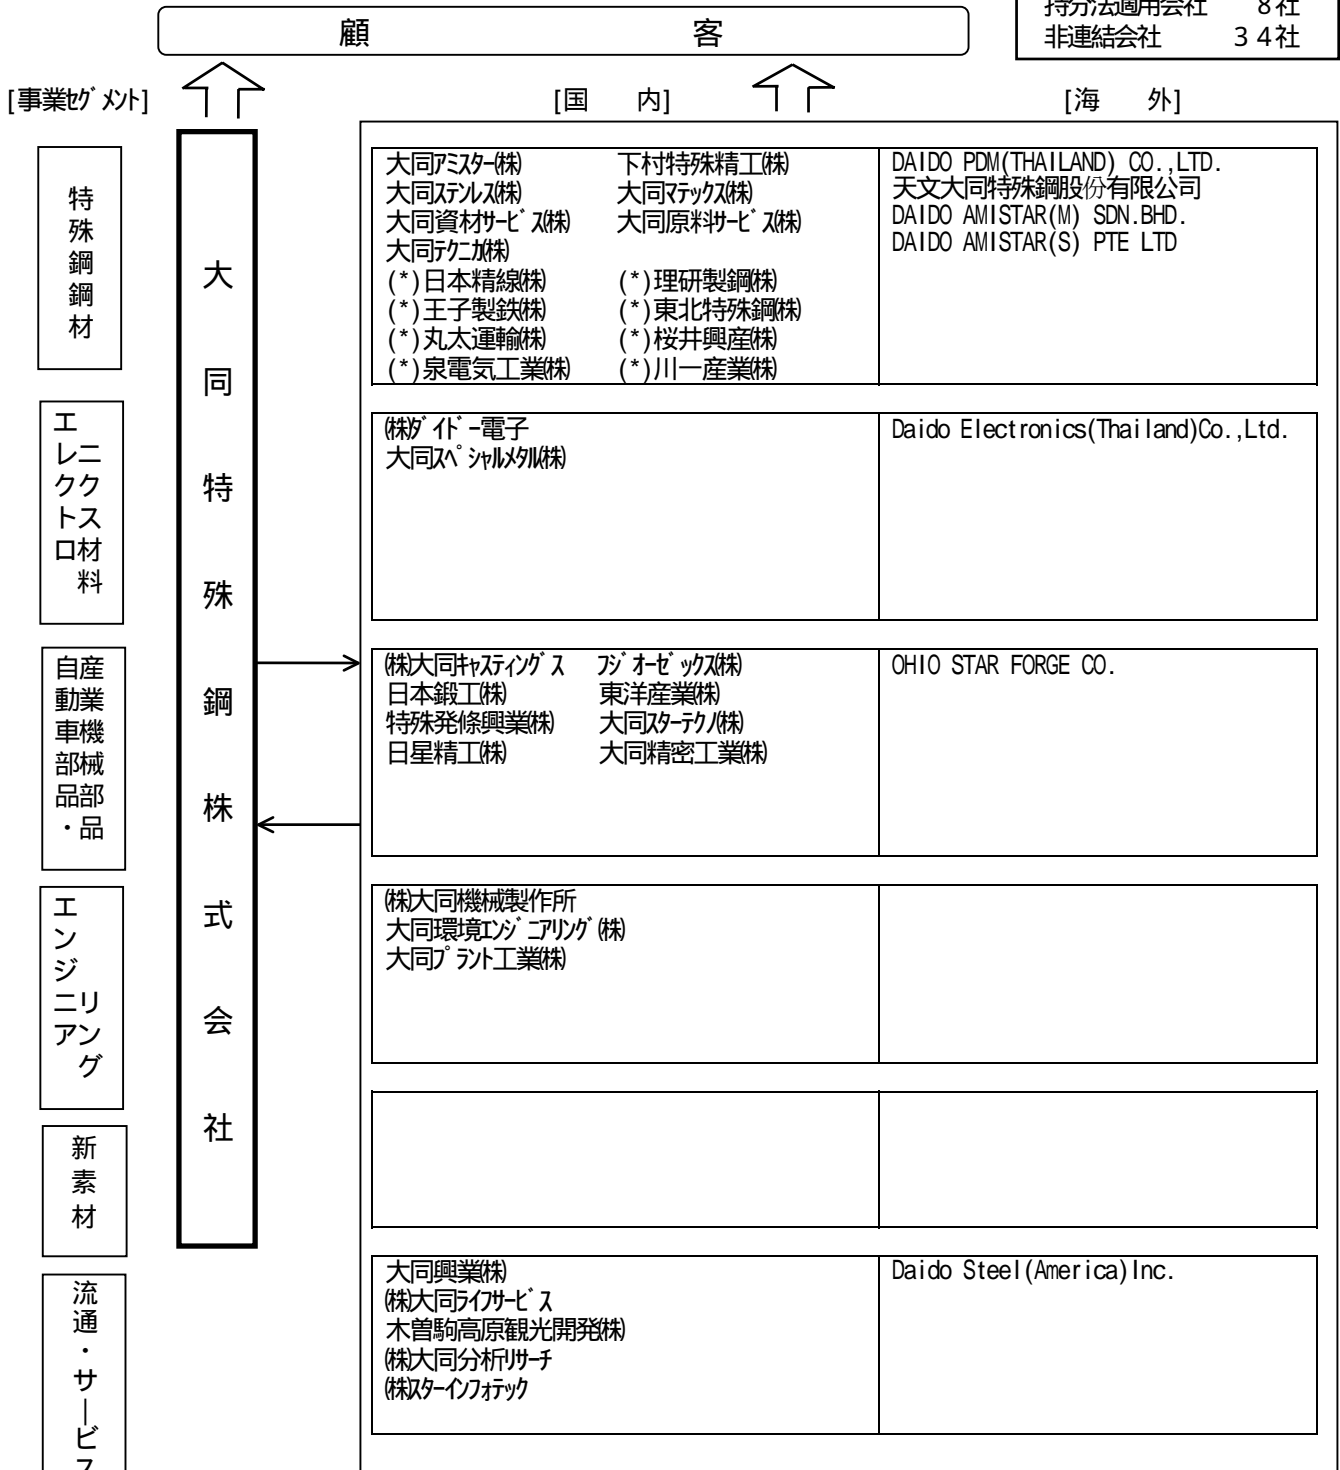 持分法適用会社　8社
非連結会社　３４社
顧　客
[事業ｾｸﾞﾒﾝﾄ]
[国　内]
[海　外]
大同特殊鋼株式会社
特殊鋼鋼材
大同ｱﾐｽﾀｰ(株)　下村特殊精工(株)
大同ｽﾃﾝﾚｽ(株)　大同ﾏﾃｯｸｽ(株)
大同資材ｻｰﾋﾞｽ(株)　大同原料ｻｰﾋﾞｽ(株)
大同ﾃｸﾆｶ(株)
(*)日本精線(株)　(*)理研製鋼(株)
(*)王子製鉄(株)　(*)東北特殊鋼(株)
(*)丸太運輸(株)　(*)桜井興産(株)
(*)泉電気工業(株)　(*)川一産業(株)
DAIDO PDM(THAILAND) CO.,LTD.
天文大同特殊鋼股份有限公司
DAIDO AMISTAR(M) SDN.BHD.
DAIDO AMISTAR(S) PTE LTD
エレクトロ
ニクス材料
(株)ﾀﾞｲﾄﾞｰ電子
大同ｽﾍﾟｼｬﾙﾒﾀﾙ(株)
Daido Electronics(Thailand)Co.,Ltd.
自動車部品・
産業機械部品
(株)大同ｷｬｽﾃｨﾝｸﾞｽ　ﾌｼﾞｵｰｾﾞｯｸｽ(株)
日本鍛工(株)　東洋産業(株)
特殊発條興業(株)　大同ｽﾀｰﾃｸﾉ(株)
日星精工(株)　大同精密工業(株)
OHIO STAR FORGE CO.
エンジニア
リング
(株)大同機械製作所
大同環境ｴﾝｼﾞﾆｱﾘﾝｸﾞ(株)
大同ﾌﾟﾗﾝﾄ工業(株)
新素材
流通・サービス
大同興業(株)
(株)大同ﾗｲﾌｻｰﾋﾞｽ
木曽駒高原観光開発(株)
(株)大同分析ﾘｻｰﾁ
(株)ｽﾀｰｲﾝﾌｫﾃｯｸ
Daido Steel(America)Inc.